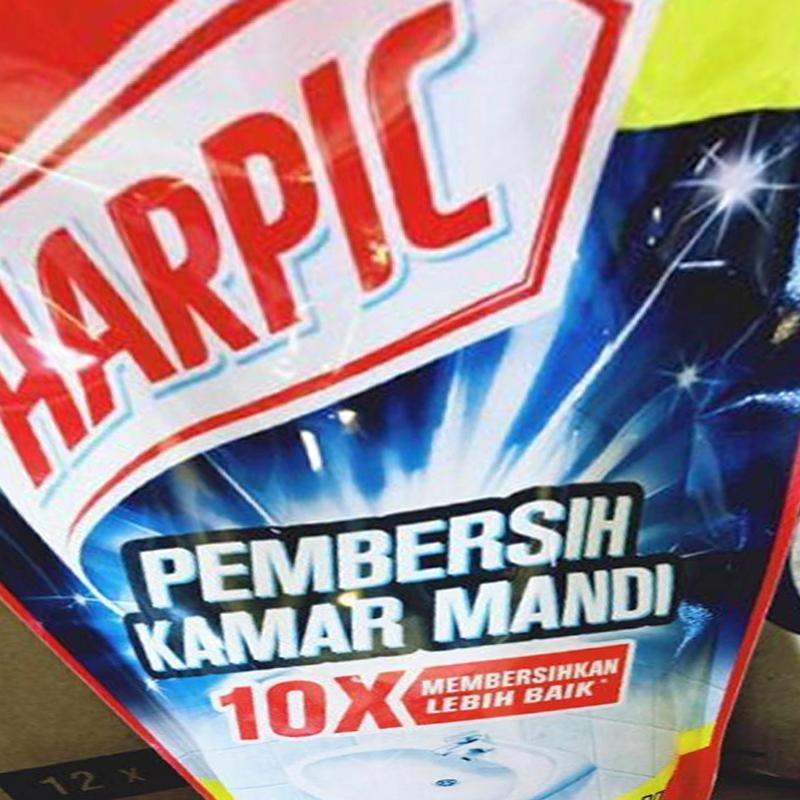 HARPIC
PEMBERSIH
KAMAR MANDI
10X MEMBERSIHKAN
LEBIH BAIK*
12 x